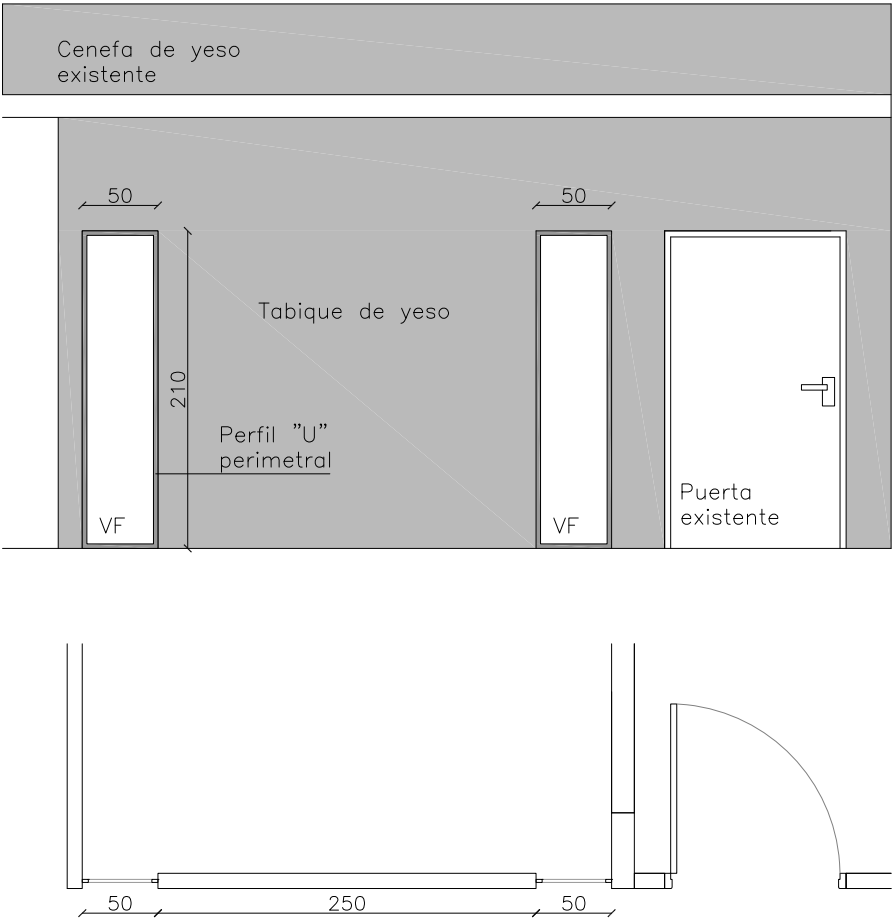 Cenefa de yeso
existente
50
50
Tabique de yeso
210
Perfil "U"
perimetral
Puerta
existente
VF
VF
50
250
50